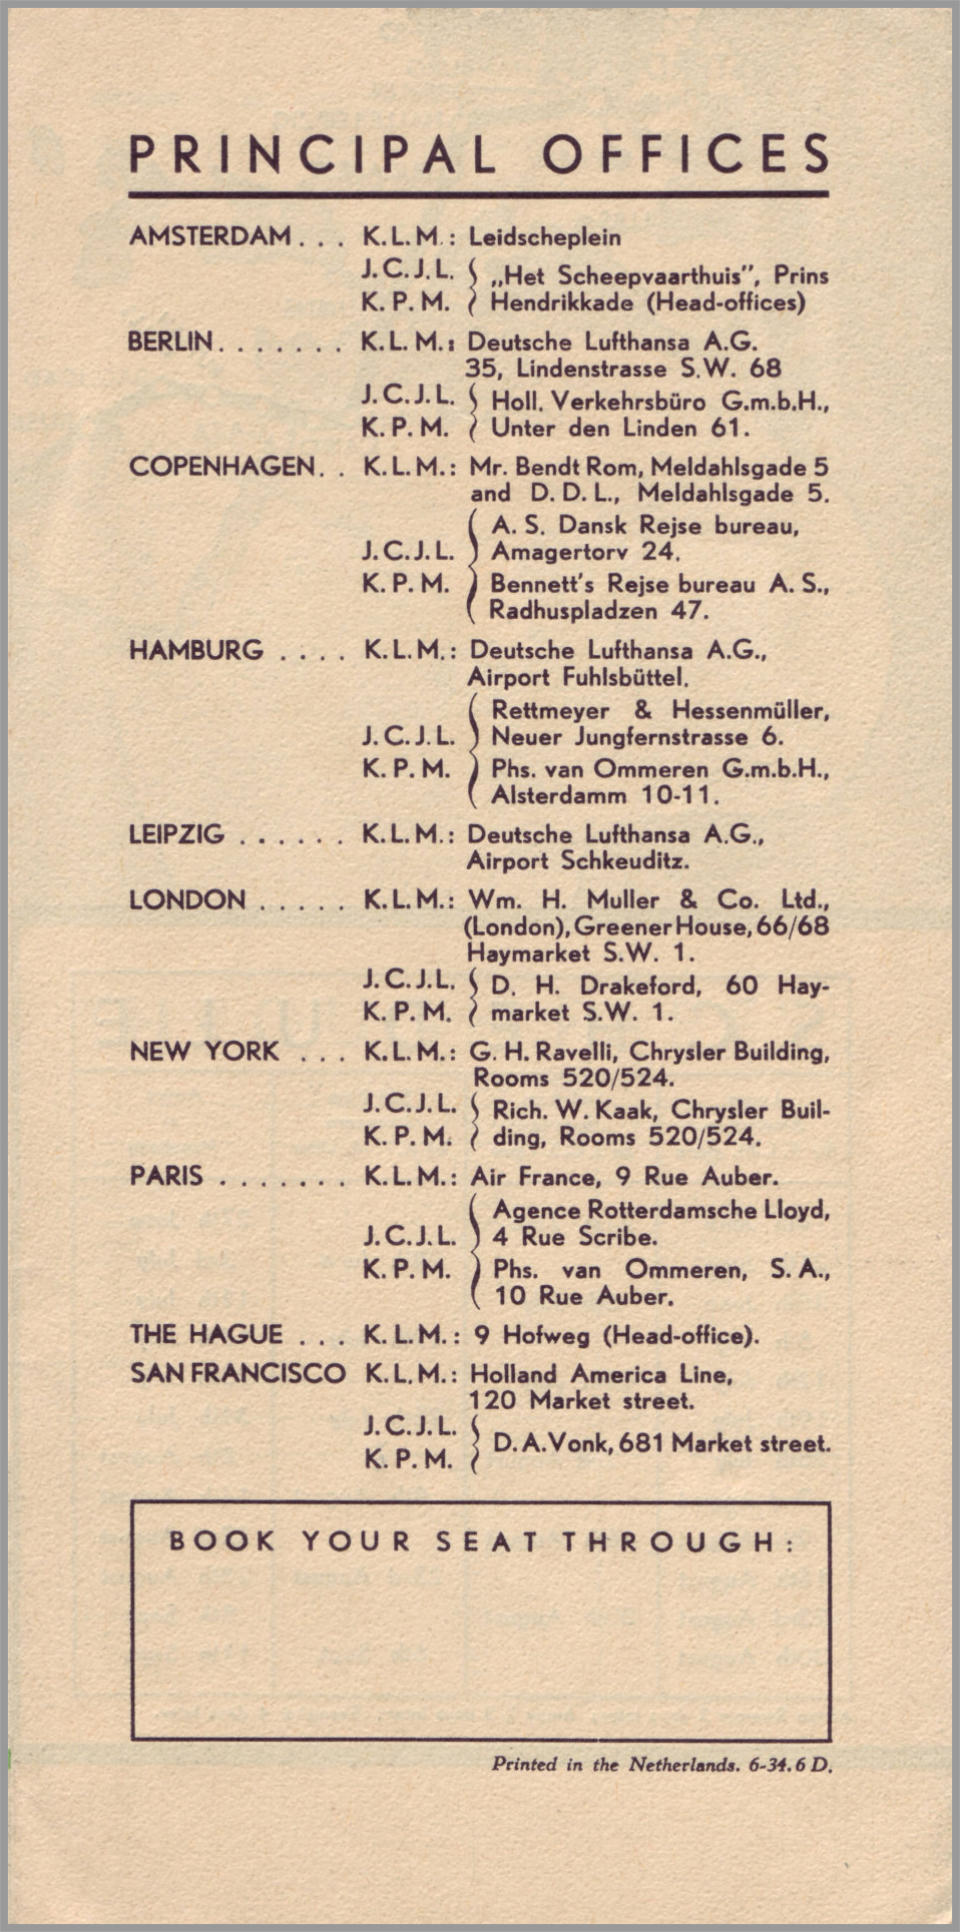 PRINCIPAL OFFICES
AMSTERDAM . . . K.L.M.: Leidscheplein
J.C.J.L. „Het Scheepvaarthuis”, Prins
K.P.M. Hendrikkade (Head-offices)
BERLIN . . . . . . . K.L.M.: Deutsche Lufthansa A.G.
35, Lindenstrasse S.W. 68
J.C.J.L. Holl. Verkehrsbüro G.m.b.H.,
K.P.M. Unter den Linden 61.
COPENHAGEN. . K.L.M.: Mr. Bendt Rom, Meldahlsgade 5
and D.D.L., Meldahlsgade 5.
A. S. Dansk Rejse bureau,
J.C.J.L. Amagertorv 24.
K.P.M. Bennett's Rejse bureau A. S.,
Radhuspladzen 47.
HAMBURG . . . . K.L.M.: Deutsche Lufthansa A.G.,
Airport Fuhlsbüttel.
Rettmeyer & Hessenmüller,
J.C.J.L. Neuer Jungfernstrasse 6.
K.P.M. Phs. van Ommeren G.m.b.H.,
Alsterdamm 10-11.
LEIPZIG . . . . . . K.L.M.: Deutsche Lufthansa A.G.,
Airport Schkeuditz.
LONDON . . . . . K.L.M.: Wm. H. Muller & Co. Ltd.,
(London), Greener House, 66/68
Haymarket S.W. 1.
J.C.J.L. D. H. Drakeford, 60 Hay-
K.P.M. market S.W. 1.
NEW YORK . . . K.L.M.: G. H. Ravelli, Chrysler Building,
Rooms 520/524.
J.C.J.L. Rich. W. Kaak, Chrysler Buil-
K.P.M. ding, Rooms 520/524.
PARIS . . . . . . . K.L.M.: Air France, 9 Rue Auber.
Agence Rotterdamsche Lloyd,
J.C.J.L. 4 Rue Scribe.
K.P.M. Phs. van Ommeren, S. A.,
10 Rue Auber.
THE HAGUE . . . K.L.M.: 9 Hofweg (Head-office).
SAN FRANCISCO K.L.M.: Holland America Line,
120 Market street.
J.C.J.L.
D. A. Vonk, 681 Market street.
K.P.M.
BOOK YOUR SEAT THROUGH:
Printed in the Netherlands. 6-34. 6 D.